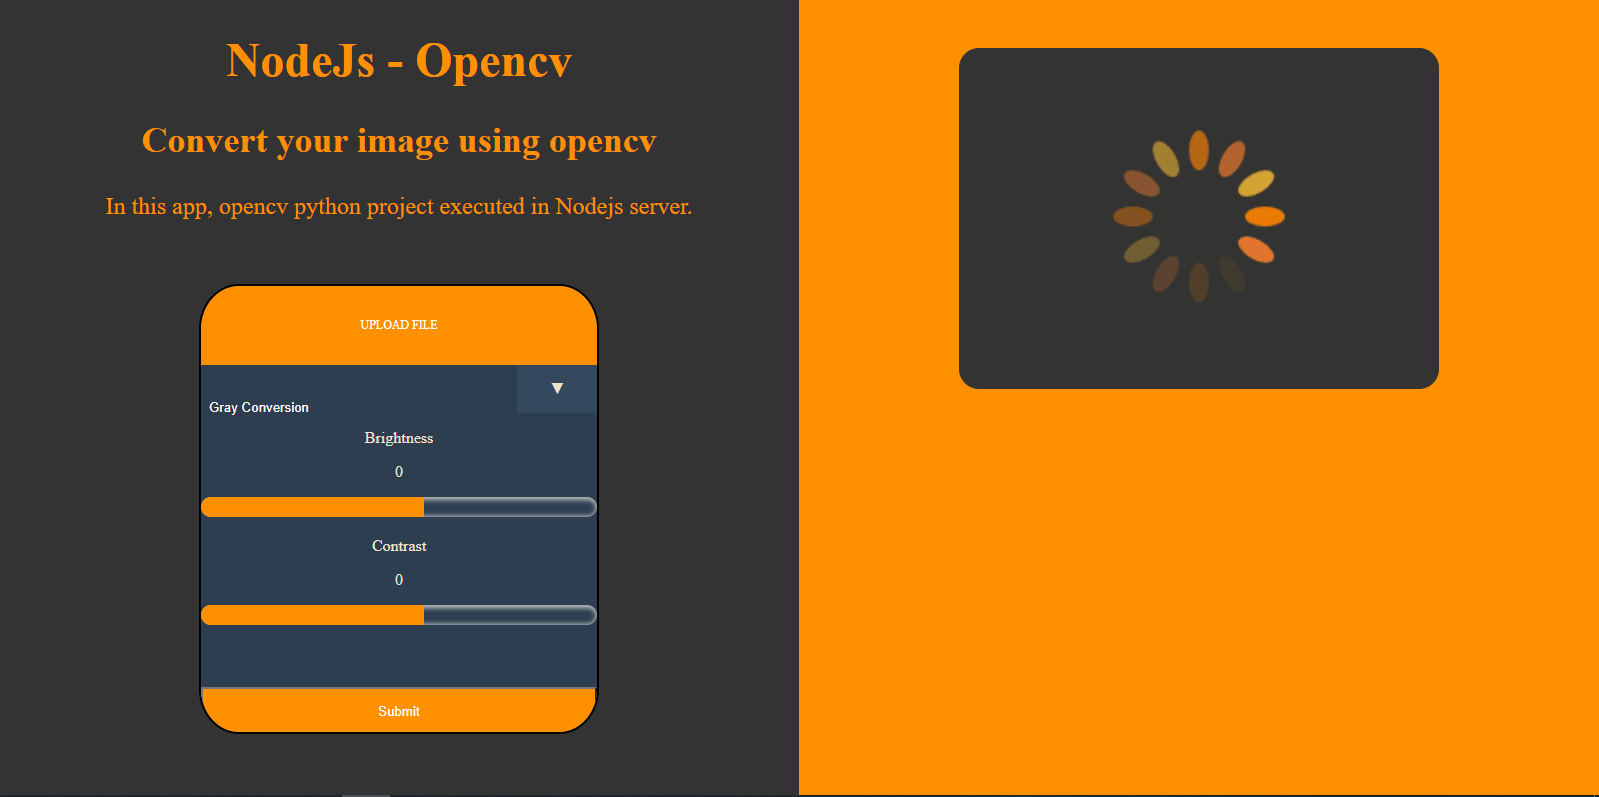 NodeJs - Opencv
Convert your image using opencv
In this app, opencv python project executed in Nodejs server.
UPLOAD FILE
▼
Gray Conversion
Brightness
0
Contrast
0
Submit